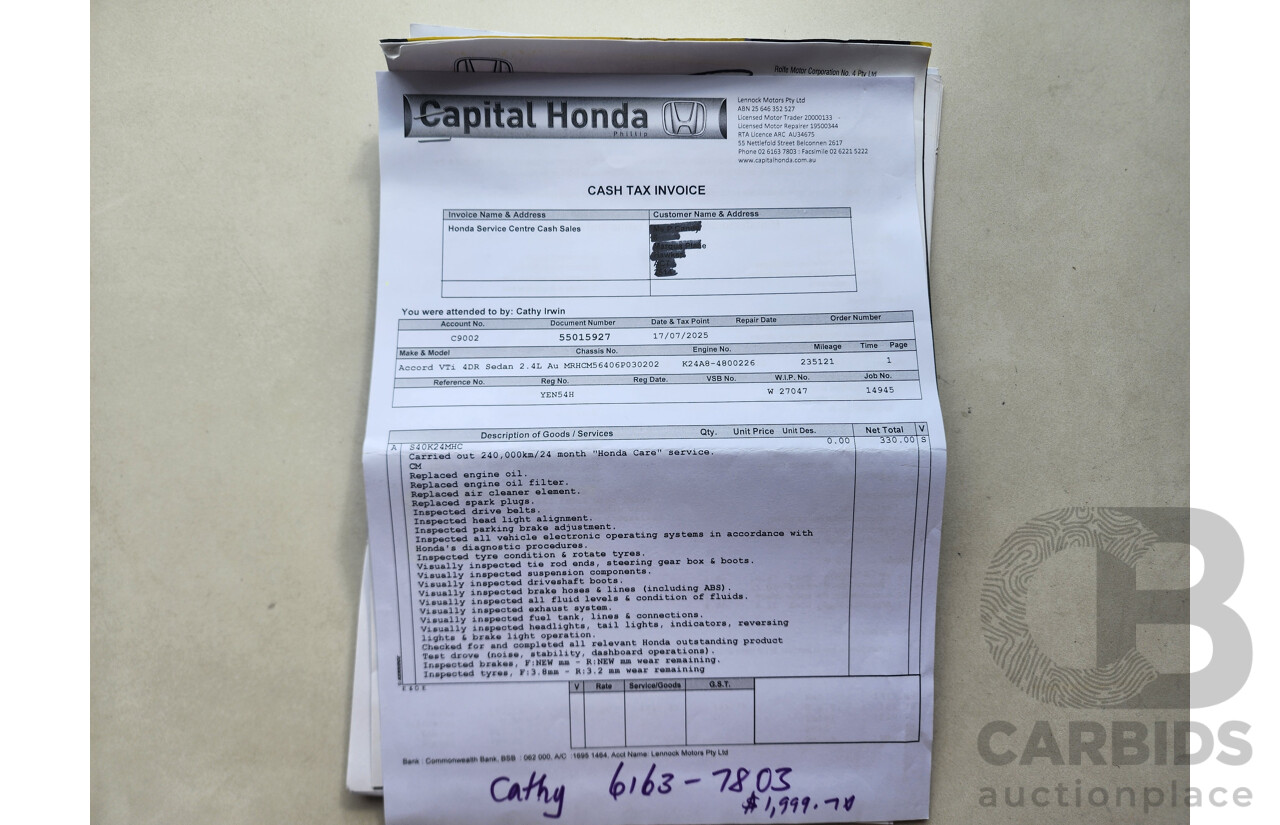 Rolfe Motor Corporation No. 4 Pty Ltd
Capital Honda
Phillip
Lennock Motors Pty Ltd
ABN 25 646 352 527
Licensed Motor Trader 20000133
Licensed Motor Repairer 19500344
RTA Licence ARC AU34675
55 Nettlefold Street Belconnen 2617
Phone 02 6163 7803 : Facsimile 02 6221 5222
www.capitalhonda.com.au
CASH TAX INVOICE
Invoice Name & Address Customer Name & Address
Honda Service Centre Cash Sales
Place
You were attended to by: Cathy Irwin
Account No. Document Number Date & Tax Point Repair Date Order Number
C9002 55015927 17/07/2025
Make & Model Chassis No. Engine No. Mileage Time Page
Accord VTi 4DR Sedan 2.4L Au MRHCM56406P030202 K24A8-4800226 235121 1
Reference No. Reg No. Reg Date. VSB No. W.I.P. No. Job No.
YEN54H W 27047 14945
Description of Goods / Services Qty. Unit Price Unit Des. Net Total V
A S40K24MHC 0.00 330.00 S
Carried out 240,000km/24 month "Honda Care" service.
CM
Replaced engine oil.
Replaced engine oil filter.
Replaced air cleaner element.
Replaced spark plugs.
Inspected drive belts.
Inspected head light alignment.
Inspected parking brake adjustment.
Inspected all vehicle electronic operating systems in accordance with
Honda's diagnostic procedures.
Inspected tyre condition & rotate tyres.
Visually inspected tie rod ends, steering gear box & boots.
Visually inspected suspension components.
Visually inspected driveshaft boots.
Visually inspected brake hoses & lines (including ABS).
Visually inspected all fluid levels & condition of fluids.
Visually inspected exhaust system.
Visually inspected fuel tank, lines & connections.
Visually inspected headlights, tail lights, indicators, reversing
lights & brake light operation.
Checked for and completed all relevant Honda outstanding product
Test drove (noise, stability, dashboard operations).
Inspected brakes, F:NEW mm - R:NEW mm wear remaining.
Inspected tyres, F:3.8mm - R:3.2 mm wear remaining
E & O E
V Rate Service/Goods G.S.T.
Bank : Commonwealth Bank, BSB : 062 000, A/C :1595 1464, Acct Name: Lennock Motors Pty Ltd
Cathy 6163-7803
$1,999.70
CARBIDS
auctionplace